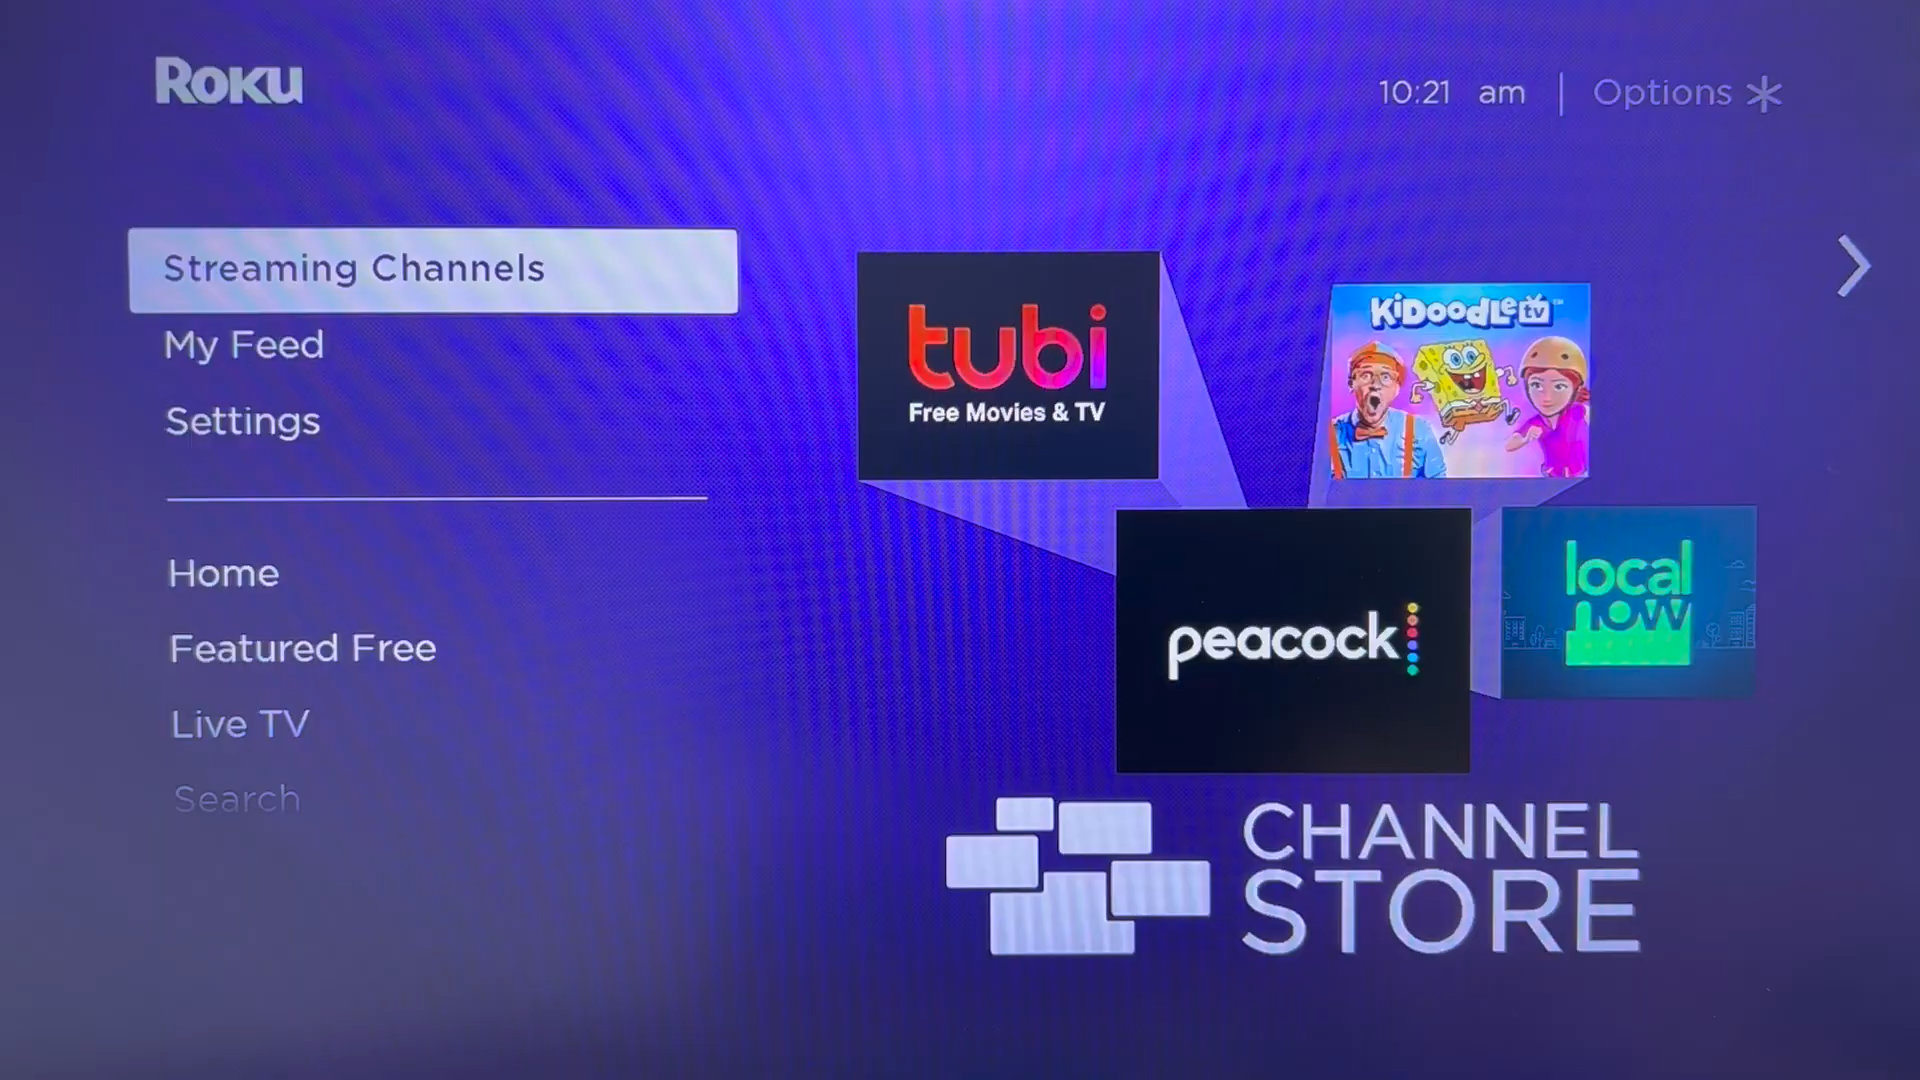 ROKU
10:21 am | Options
Streaming Channels
My Feed
Settings
Home
Featured Free
Live TV
Search
tubi
Free Movies & TV
KiDooDLe tv™
peacock
local
now
CHANNEL
STORE